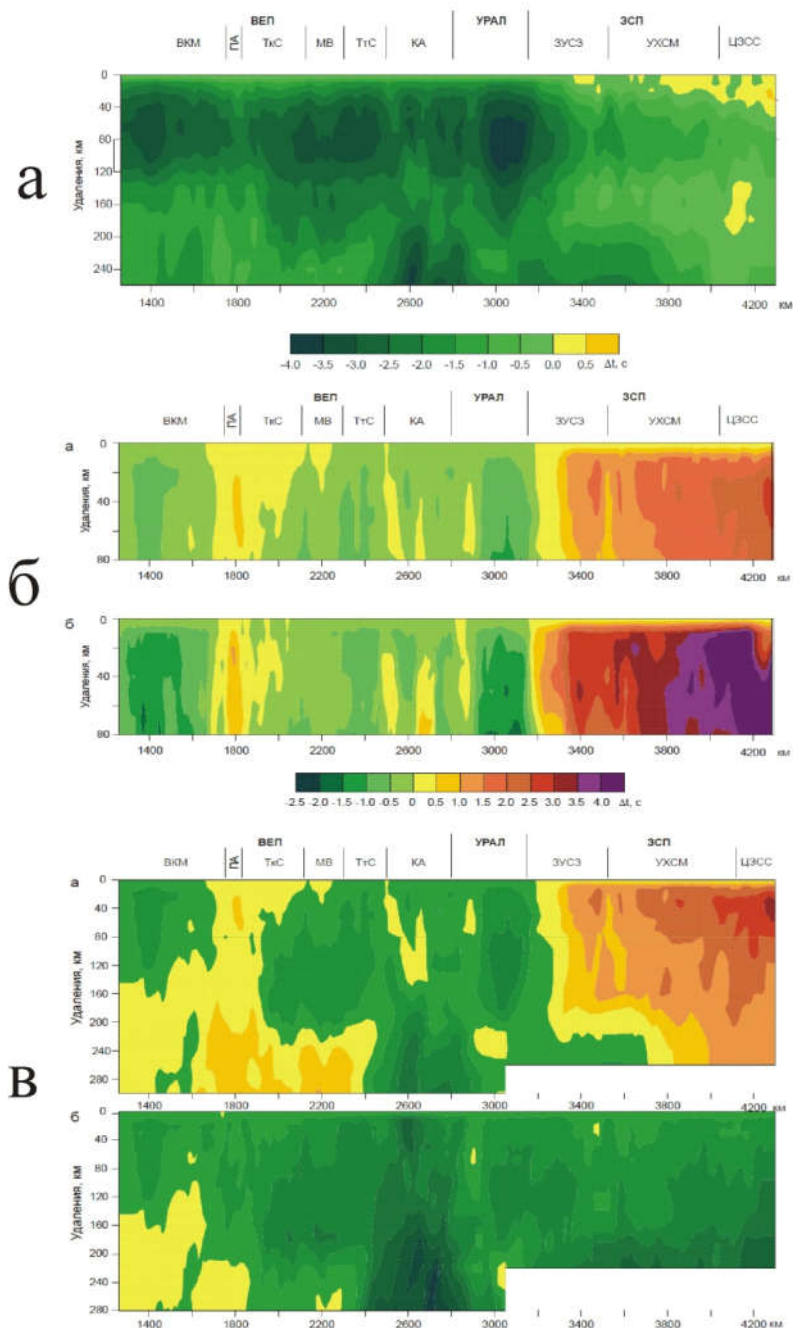 ВЕП УРАЛ ЗСП
ВКМ ПА ТкС МВ ТтС КА ЗУСЗ УХСМ ЦЗСС
а
Удаления, км
0
40
80
120
160
200
240
1400 1800 2200 2600 3000 3400 3800 4200 км
-4.0 -3.5 -3.0 -2.5 -2.0 -1.5 -1.0 -0.5 0.0 0.5 Δt, с
ВЕП УРАЛ ЗСП
ВКМ ПА ТкС МВ ТтС КА ЗУСЗ УХСМ ЦЗСС
б
а
Удаления, км
0
40
80
1400 1800 2200 2600 3000 3400 3800 4200 км
б
Удаления, км
0
40
80
1400 1800 2200 2600 3000 3400 3800 4200 км
-2.5 -2.0 -1.5 -1.0 -0.5 0 0.5 1.0 1.5 2.0 2.5 3.0 3.5 4.0 Δt, с
ВЕП УРАЛ ЗСП
ВКМ ПА ТкС МВ ТтС КА ЗУСЗ УХСМ ЦЗСС
в
а
Удаления, км
0
40
80
120
160
200
240
280
1400 1800 2200 2600 3000 3400 3800 4200 км
б
Удаления, км
0
40
80
120
160
200
240
280
1400 1800 2200 2600 3000 3400 3800 4200 км